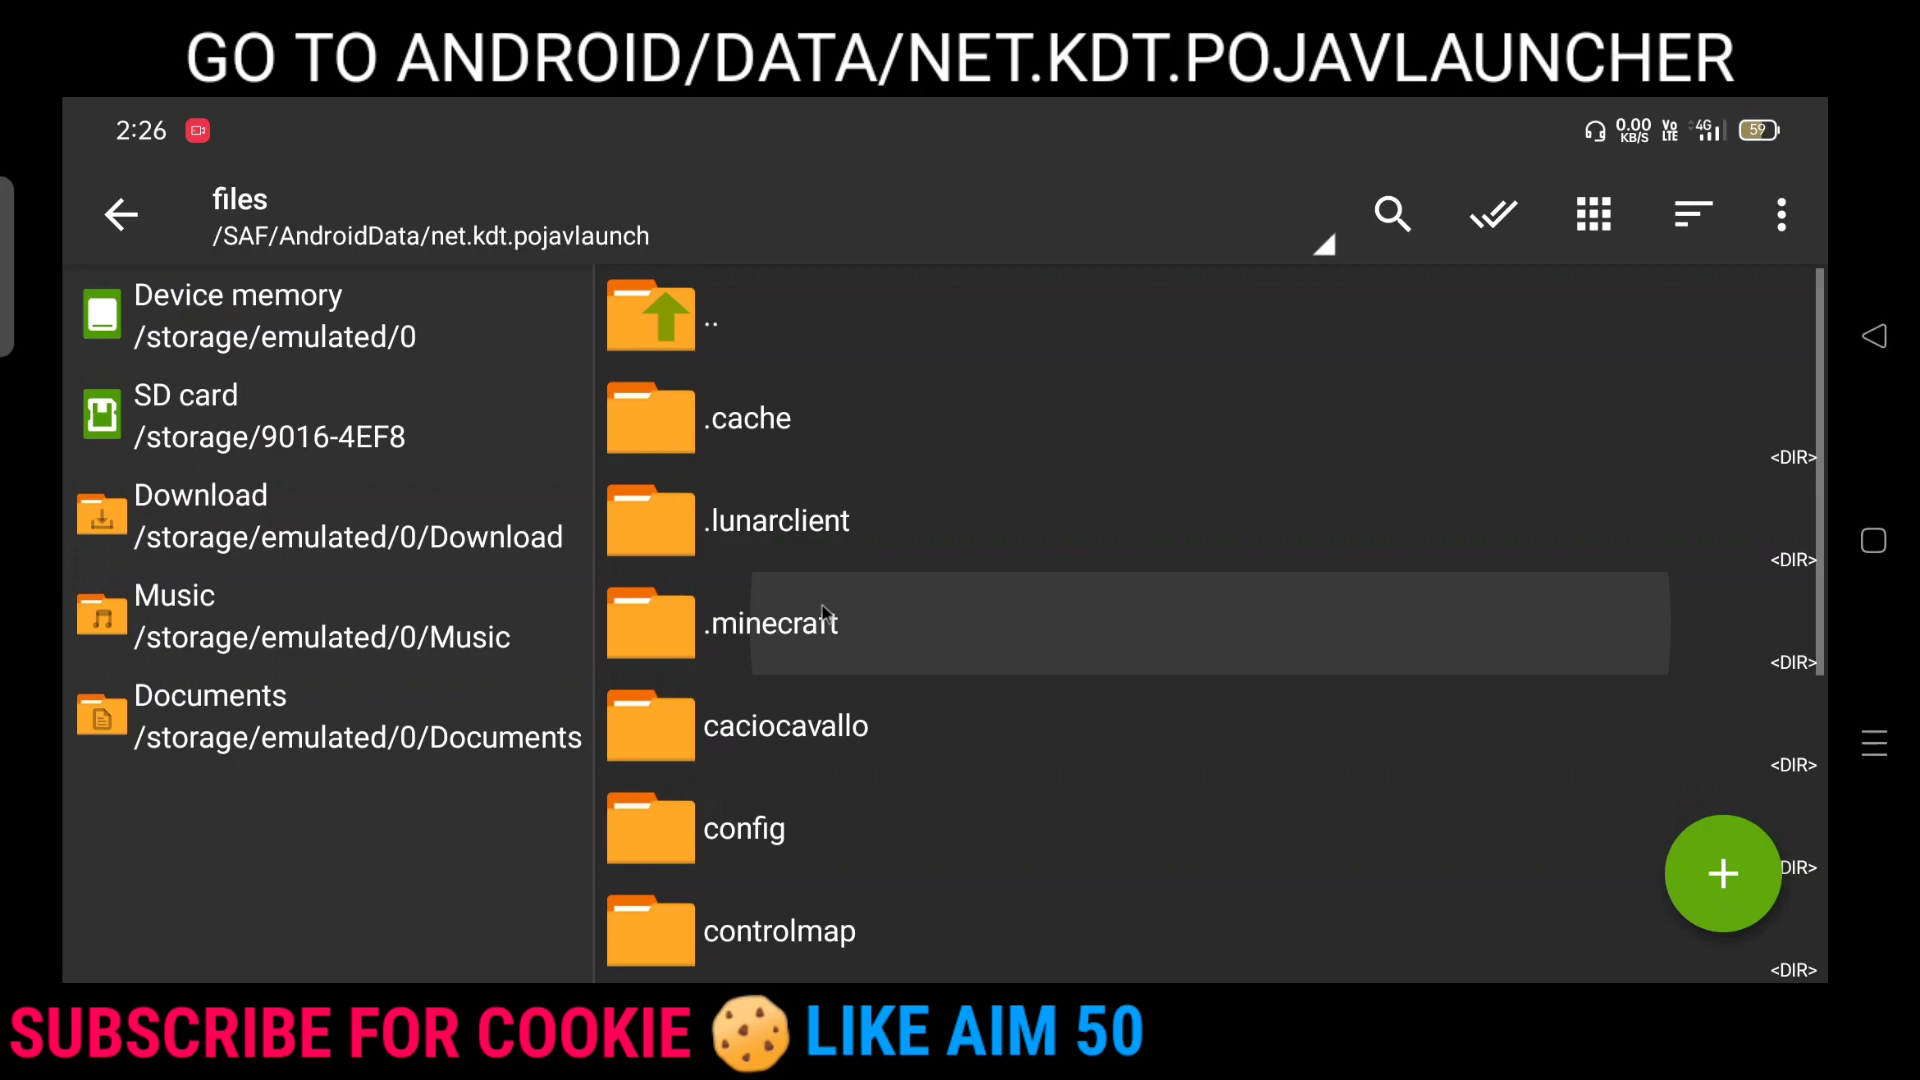 GO TO ANDROID/DATA/NET.KDT.POJAVLAUNCHER
2:26
0.00
KB/S
Vo
LTE
4G
59
files
/SAF/AndroidData/net.kdt.pojavlaunch
Device memory
/storage/emulated/0
SD card
/storage/9016-4EF8
Download
/storage/emulated/0/Download
Music
/storage/emulated/0/Music
Documents
/storage/emulated/0/Documents
..
.cache
<DIR>
.lunarclient
<DIR>
.minecraft
<DIR>
caciocavallo
<DIR>
config
DIR>
controlmap
<DIR>
SUBSCRIBE FOR COOKIE 🍪 LIKE AIM 50